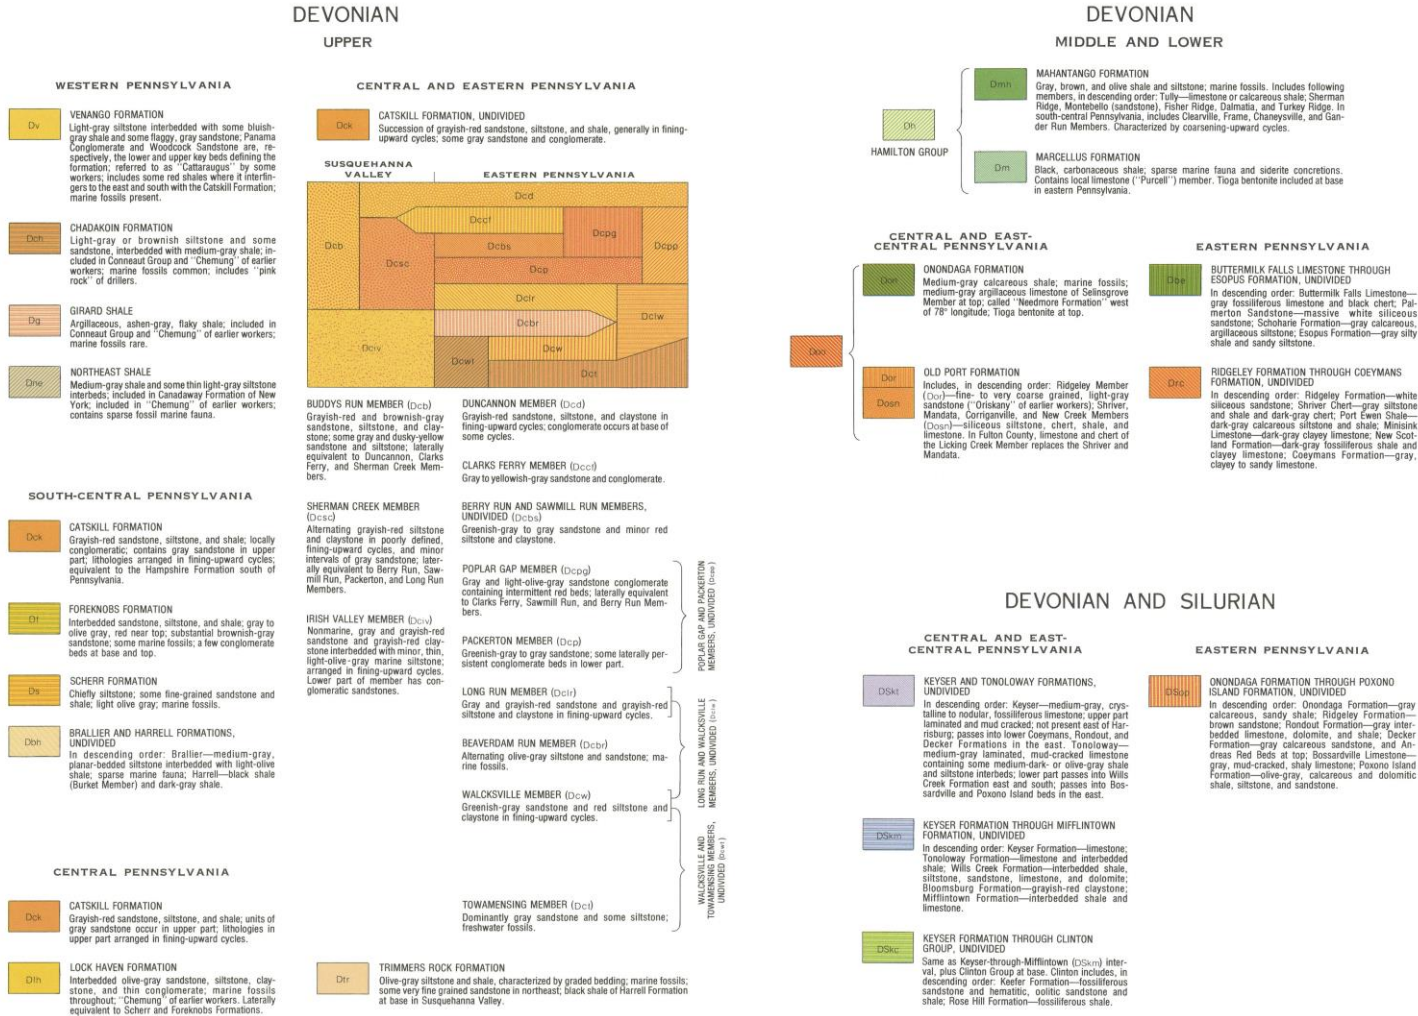 DEVONIAN
UPPER
WESTERN PENNSYLVANIA
Dv
VENANGO FORMATION
Light-gray siltstone interbedded with some bluish-
gray shale and some flaggy, gray sandstone; Panama
Conglomerate and Woodcock Sandstone are, re-
spectively, the lower and upper key beds defining the
formation; referred to as "Cattaraugus" by some
workers; includes some red shales where it interfin-
gers to the east and south with the Catskill Formation;
marine fossils present.
Dch
CHADAKOIN FORMATION
Light-gray or brownish siltstone and some
sandstone, interbedded with medium-gray shale; in-
cluded in Conneaut Group and "Chemung" of earlier
workers; marine fossils common; includes "pink
rock" of drillers.
Dg
GIRARD SHALE
Argillaceous, ashen-gray, flaky shale; included in
Conneaut Group and "Chemung" of earlier workers;
marine fossils rare.
Dne
NORTHEAST SHALE
Medium-gray shale and some thin light-gray siltstone
interbeds; included in Canadaway Formation of New
York; included in "Chemung" of earlier workers;
contains sparse fossil marine fauna.
SOUTH-CENTRAL PENNSYLVANIA
Dck
CATSKILL FORMATION
Grayish-red sandstone, siltstone, and shale; locally
conglomeratic; contains gray sandstone in upper
part; lithologies arranged in fining-upward cycles;
equivalent to the Hampshire Formation south of
Pennsylvania.
Df
FOREKNOBS FORMATION
Interbedded sandstone, siltstone, and shale; gray to
olive gray, red near top; substantial brownish-gray
sandstone; some marine fossils; a few conglomerate
beds at base and top.
Ds
SCHERR FORMATION
Chiefly siltstone; some fine-grained sandstone and
shale; light olive gray; marine fossils.
Dbh
BRALLIER AND HARRELL FORMATIONS,
UNDIVIDED
In descending order: Brallier—medium-gray,
planar-bedded siltstone interbedded with light-olive
shale; sparse marine fauna; Harrell—black shale
(Burket Member) and dark-gray shale.
CENTRAL PENNSYLVANIA
Dck
CATSKILL FORMATION
Grayish-red sandstone, siltstone, and shale; units of
gray sandstone occur in upper part; lithologies in
upper part arranged in fining-upward cycles.
Dlh
LOCK HAVEN FORMATION
Interbedded olive-gray sandstone, siltstone, clay-
stone, and thin conglomerate; marine fossils
throughout; "Chemung" of earlier workers. Laterally
equivalent to Scherr and Foreknobs Formations.
CENTRAL AND EASTERN PENNSYLVANIA
Dck
CATSKILL FORMATION, UNDIVIDED
Succession of grayish-red sandstone, siltstone, and shale, generally in fining-
upward cycles; some gray sandstone and conglomerate.
SUSQUEHANNA
VALLEY
EASTERN PENNSYLVANIA
Dcd
Dccf
Dcb
Dcbs
Dcpg
Dcpp
Dcsc
Dcp
Dclr
Dcbr
Dclw
Dciv
Dcw
Dcwt
Dct
BUDDYS RUN MEMBER (Dcb)
Grayish-red and brownish-gray
sandstone, siltstone, and clay-
stone; some gray and dusky-yellow
sandstone and siltstone; laterally
equivalent to Duncannon, Clarks
Ferry, and Sherman Creek Mem-
bers.
SHERMAN CREEK MEMBER
(Dcsc)
Alternating grayish-red siltstone
and claystone in poorly defined,
fining-upward cycles, and minor
intervals of gray sandstone; later-
ally equivalent to Berry Run, Saw-
mill Run, Packerton, and Long Run
Members.
IRISH VALLEY MEMBER (Dciv)
Nonmarine, gray and grayish-red
sandstone and grayish-red clay-
stone interbedded with minor, thin,
light-olive-gray marine siltstone;
arranged in fining-upward cycles.
Lower part of member has con-
glomeratic sandstones.
DUNCANNON MEMBER (Dcd)
Grayish-red sandstone, siltstone, and claystone in
fining-upward cycles; conglomerate occurs at base of
some cycles.
CLARKS FERRY MEMBER (Dccf)
Gray to yellowish-gray sandstone and conglomerate.
BERRY RUN AND SAWMILL RUN MEMBERS,
UNDIVIDED (Dcbs)
Greenish-gray to gray sandstone and minor red
siltstone and claystone.
POPLAR GAP MEMBER (Dcpg)
Gray and light-olive-gray sandstone conglomerate
containing intermittent red beds; laterally equivalent
to Clarks Ferry, Sawmill Run, and Berry Run Mem-
bers.
PACKERTON MEMBER (Dcp)
Greenish-gray to gray sandstone; some laterally per-
sistent conglomerate beds in lower part.
POPLAR GAP AND PACKERTON
MEMBERS, UNDIVIDED (Dcpp)
LONG RUN MEMBER (Dclr)
Gray and grayish-red sandstone and grayish-red
siltstone and claystone in fining-upward cycles.
BEAVERDAM RUN MEMBER (Dcbr)
Alternating olive-gray siltstone and sandstone; ma-
rine fossils.
WALCKSVILLE MEMBER (Dcw)
Greenish-gray sandstone and red siltstone and
claystone in fining-upward cycles.
LONG RUN AND WALCKSVILLE
MEMBERS, UNDIVIDED (Dclw)
TOWAMENSING MEMBER (Dct)
Dominantly gray sandstone and some siltstone;
freshwater fossils.
WALCKSVILLE AND
TOWAMENSING MEMBERS,
UNDIVIDED (Dcwt)
Dtr
TRIMMERS ROCK FORMATION
Olive-gray siltstone and shale, characterized by graded bedding; marine fossils;
some very fine grained sandstone in northeast; black shale of Harrell Formation
at base in Susquehanna Valley.
DEVONIAN
MIDDLE AND LOWER
Dh
HAMILTON GROUP
Dmh
MAHANTANGO FORMATION
Gray, brown, and olive shale and siltstone; marine fossils. Includes following
members, in descending order: Tully—limestone or calcareous shale; Sherman
Ridge, Montebello (sandstone), Fisher Ridge, Dalmatia, and Turkey Ridge. In
south-central Pennsylvania, includes Clearville, Frame, Chaneysville, and Gan-
der Run Members. Characterized by coarsening-upward cycles.
Dm
MARCELLUS FORMATION
Black, carbonaceous shale; sparse marine fauna and siderite concretions.
Contains local limestone ("Purcell") member. Tioga bentonite included at base
in eastern Pennsylvania.
CENTRAL AND EAST-
CENTRAL PENNSYLVANIA
Doo
Don
ONONDAGA FORMATION
Medium-gray calcareous shale; marine fossils;
medium-gray argillaceous limestone of Selinsgrove
Member at top; called "Needmore Formation" west
of 78° longitude; Tioga bentonite at top.
Dor
Dosn
OLD PORT FORMATION
Includes, in descending order: Ridgeley Member
(Dor)—fine- to very coarse grained, light-gray
sandstone ("Oriskany" of earlier workers); Shriver,
Mandata, Corriganville, and New Creek Members
(Dosn)—siliceous siltstone, chert, shale, and
limestone. In Fulton County, limestone and chert of
the Licking Creek Member replaces the Shriver and
Mandata.
EASTERN PENNSYLVANIA
Dbe
BUTTERMILK FALLS LIMESTONE THROUGH
ESOPUS FORMATION, UNDIVIDED
In descending order: Buttermilk Falls Limestone—
gray fossiliferous limestone and black chert; Pal-
merton Sandstone—massive white siliceous
sandstone; Schoharie Formation—gray calcareous,
argillaceous siltstone; Esopus Formation—gray silty
shale and sandy siltstone.
Drc
RIDGELEY FORMATION THROUGH COEYMANS
FORMATION, UNDIVIDED
In descending order: Ridgeley Formation—white
siliceous sandstone; Shriver Chert—gray siltstone
and shale and dark-gray chert; Port Ewen Shale—
dark-gray calcareous siltstone and shale; Minisink
Limestone—dark-gray clayey limestone; New Scot-
land Formation—dark-gray fossiliferous shale and
clayey limestone; Coeymans Formation—gray,
clayey to sandy limestone.
DEVONIAN AND SILURIAN
CENTRAL AND EAST-
CENTRAL PENNSYLVANIA
DSkt
KEYSER AND TONOLOWAY FORMATIONS,
UNDIVIDED
In descending order: Keyser—medium-gray, crys-
talline to nodular, fossiliferous limestone; upper part
laminated and mud cracked; not present east of Har-
risburg; passes into lower Coeymans, Rondout, and
Decker Formations in the east. Tonoloway—
medium-gray laminated, mud-cracked limestone
containing some medium-dark- or olive-gray shale
and siltstone interbeds; lower part passes into Wills
Creek Formation east and south; passes into Bos-
sardville and Poxono Island beds in the east.
DSkm
KEYSER FORMATION THROUGH MIFFLINTOWN
FORMATION, UNDIVIDED
In descending order: Keyser Formation—limestone;
Tonoloway Formation—limestone and interbedded
shale; Wills Creek Formation—interbedded shale,
siltstone, sandstone, limestone, and dolomite;
Bloomsburg Formation—grayish-red claystone;
Mifflintown Formation—interbedded shale and
limestone.
DSkc
KEYSER FORMATION THROUGH CLINTON
GROUP, UNDIVIDED
Same as Keyser-through-Mifflintown (DSkm) inter-
val, plus Clinton Group at base. Clinton includes, in
descending order: Keefer Formation—fossiliferous
sandstone and hematitic, oolitic sandstone and
shale; Rose Hill Formation—fossiliferous shale.
EASTERN PENNSYLVANIA
DSop
ONONDAGA FORMATION THROUGH POXONO
ISLAND FORMATION, UNDIVIDED
In descending order: Onondaga Formation—gray
calcareous, sandy shale; Ridgeley Formation—
brown sandstone; Rondout Formation—gray inter-
bedded limestone, dolomite, and shale; Decker
Formation—gray calcareous sandstone, and An-
dreas Red Beds at top; Bossardville Limestone—
gray, mud-cracked, shaly limestone; Poxono Island
Formation—olive-gray, calcareous and dolomitic
shale, siltstone, and sandstone.